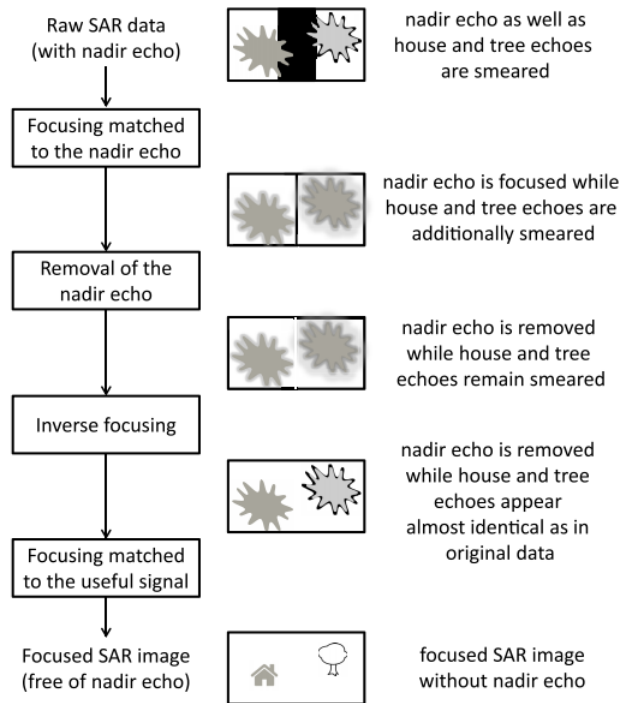 Raw SAR data
(with nadir echo)
nadir echo as well as
house and tree echoes
are smeared
Focusing matched
to the nadir echo
nadir echo is focused while
house and tree echoes are
additionally smeared
Removal of the
nadir echo
nadir echo is removed
while house and tree
echoes remain smeared
Inverse focusing
nadir echo is removed
while house and tree
echoes appear
almost identical as in
original data
Focusing matched
to the useful signal
Focused SAR image
(free of nadir echo)
focused SAR image
without nadir echo